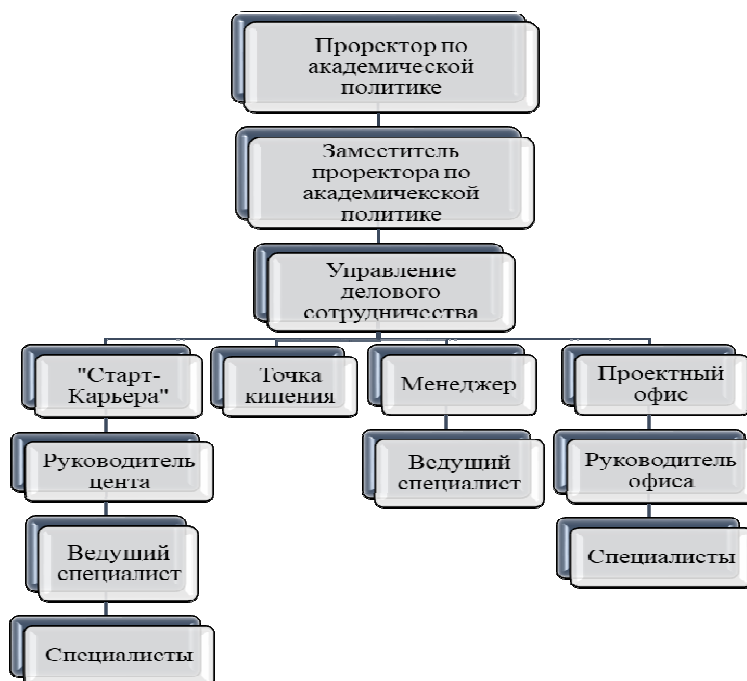 Проректор по
академической
политике
Заместитель
проректора по
академичекской
политике
Управление
делового
сотрудничества
"Старт-
Карьера"
Точка
кипения
Менеджер
Проектный
офис
Руководитель
цента
Ведущий
специалист
Руководитель
офиса
Ведущий
специалист
Специалисты
Специалисты